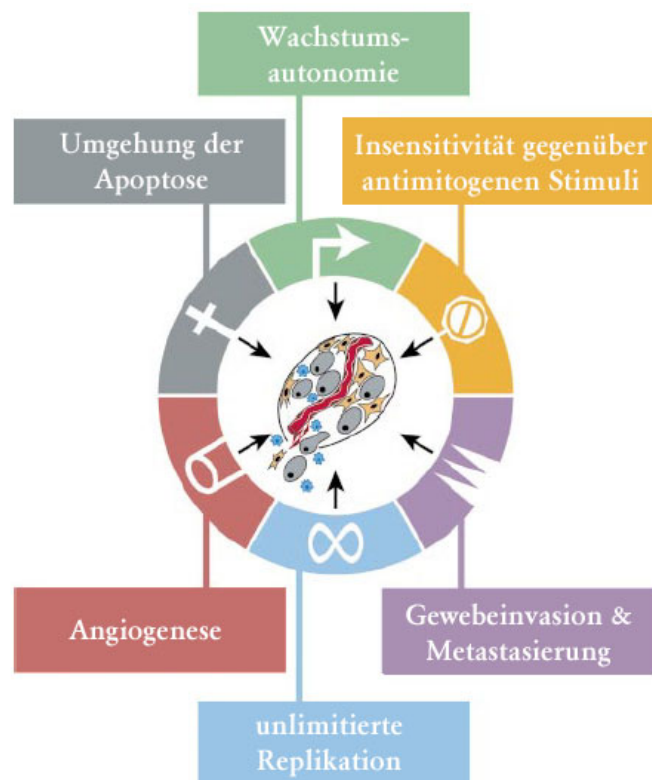 Wachstums-
autonomie
Umgehung der
Apoptose
Insensitivität gegenüber
antimitogenen Stimuli
Angiogenese
Gewebeinvasion &
Metastasierung
unlimitierte
Replikation